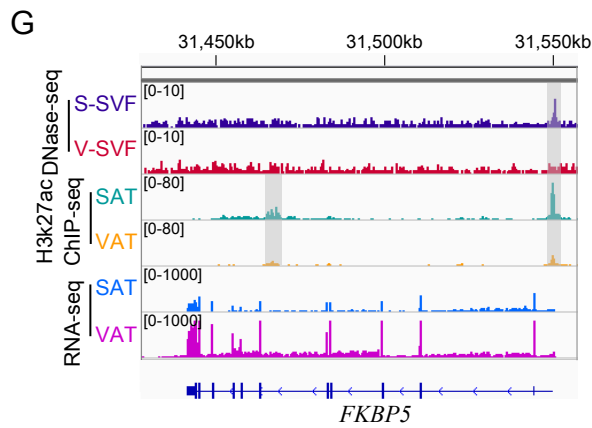 G
31,450kb 31,500kb 31,550kb
DNase-seq
S-SVF [0-10]
V-SVF [0-10]
H3k27ac
ChIP-seq
SAT [0-80]
VAT [0-80]
RNA-seq
SAT [0-1000]
VAT [0-1000]
FKBP5